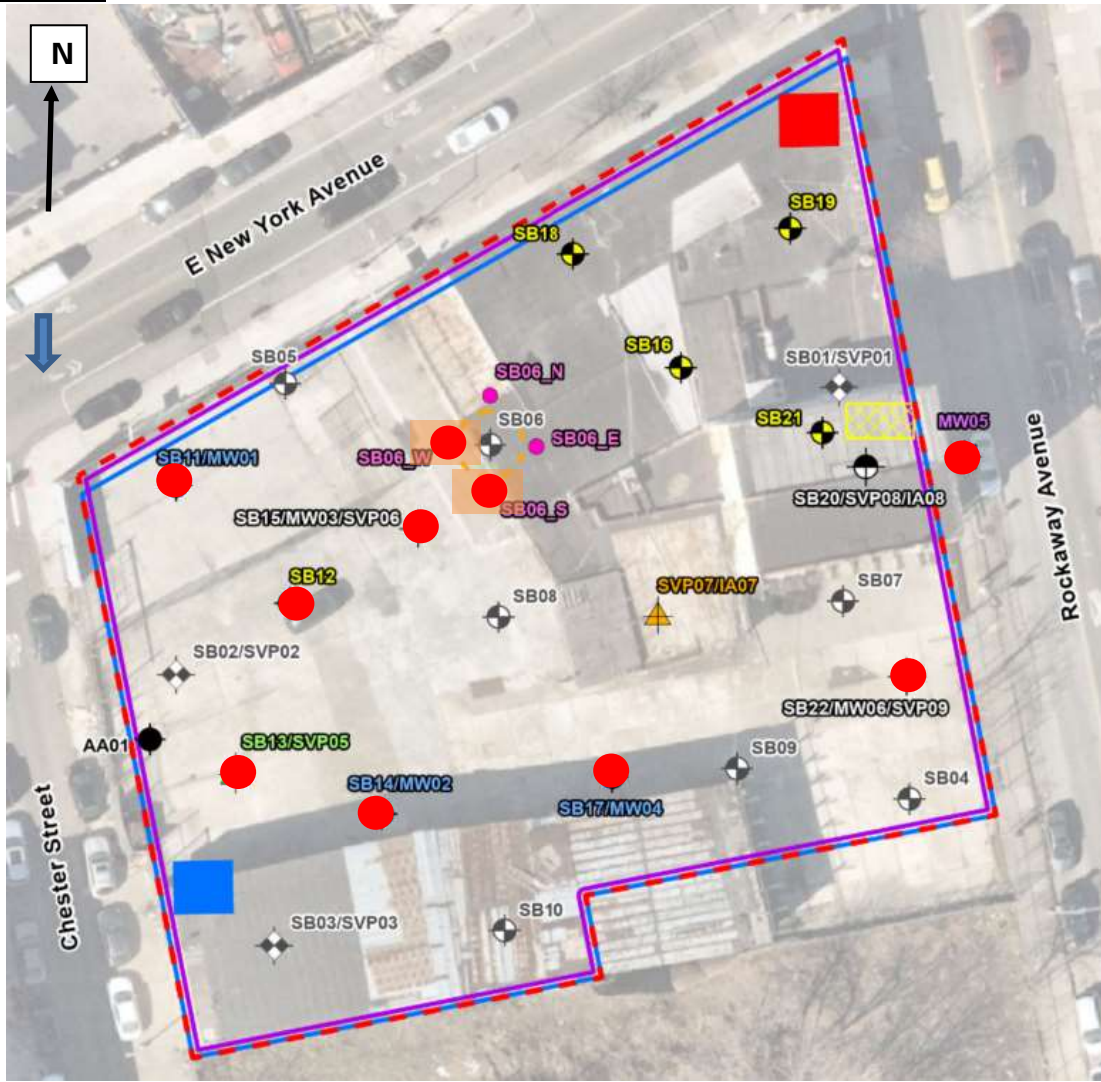 N
E New York Avenue
SB19
SB18
SB16
SB01/SVP01
SB05
SB06_N
SB06
SB21
MW05
SB06_E
SB06_W
SB11/MW01
SB20/SVP08/IA08
SB06_S
SB15/MW03/SVP06
Rockaway Avenue
SB12
SB08
SVP07/IA07
SB07
SB02/SVP02
SB22/MW06/SVP09
AA01
SB13/SVP05
SB09
SB04
SB14/MW02
SB17/MW04
Chester Street
SB03/SVP03
SB10